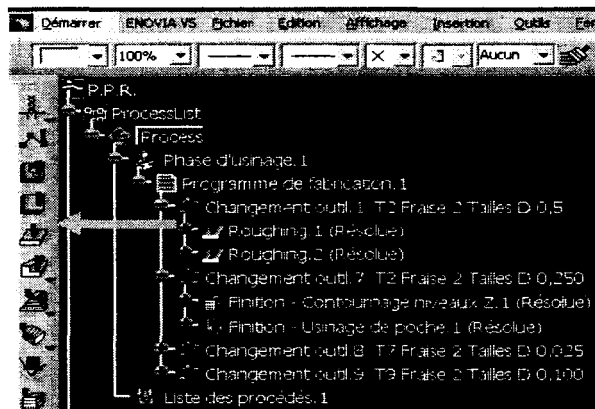 Démarrer ENOVIA VS Fichier Edition Affichage Insertion Outils
100% Aucun
P.P.R.
ProcessList
Process
Phase d'usinage.1
Programme de fabrication.1
Changement outil.1 T2 Fraise 2 Tailles D 0,5
Roughing.1 (Résolue)
Roughing.2 (Résolue)
Changement outil.7 T2 Fraise 2 Tailles D 0,250
Finition - Contournage niveaux Z.1 (Résolue)
Finition - Usinage de poche.1 (Résolue)
Changement outil.8 T7 Fraise 2 Tailles D 0,025
Changement outil.9 T9 Fraise 2 Tailles D 0,100
Liste des procédés.1